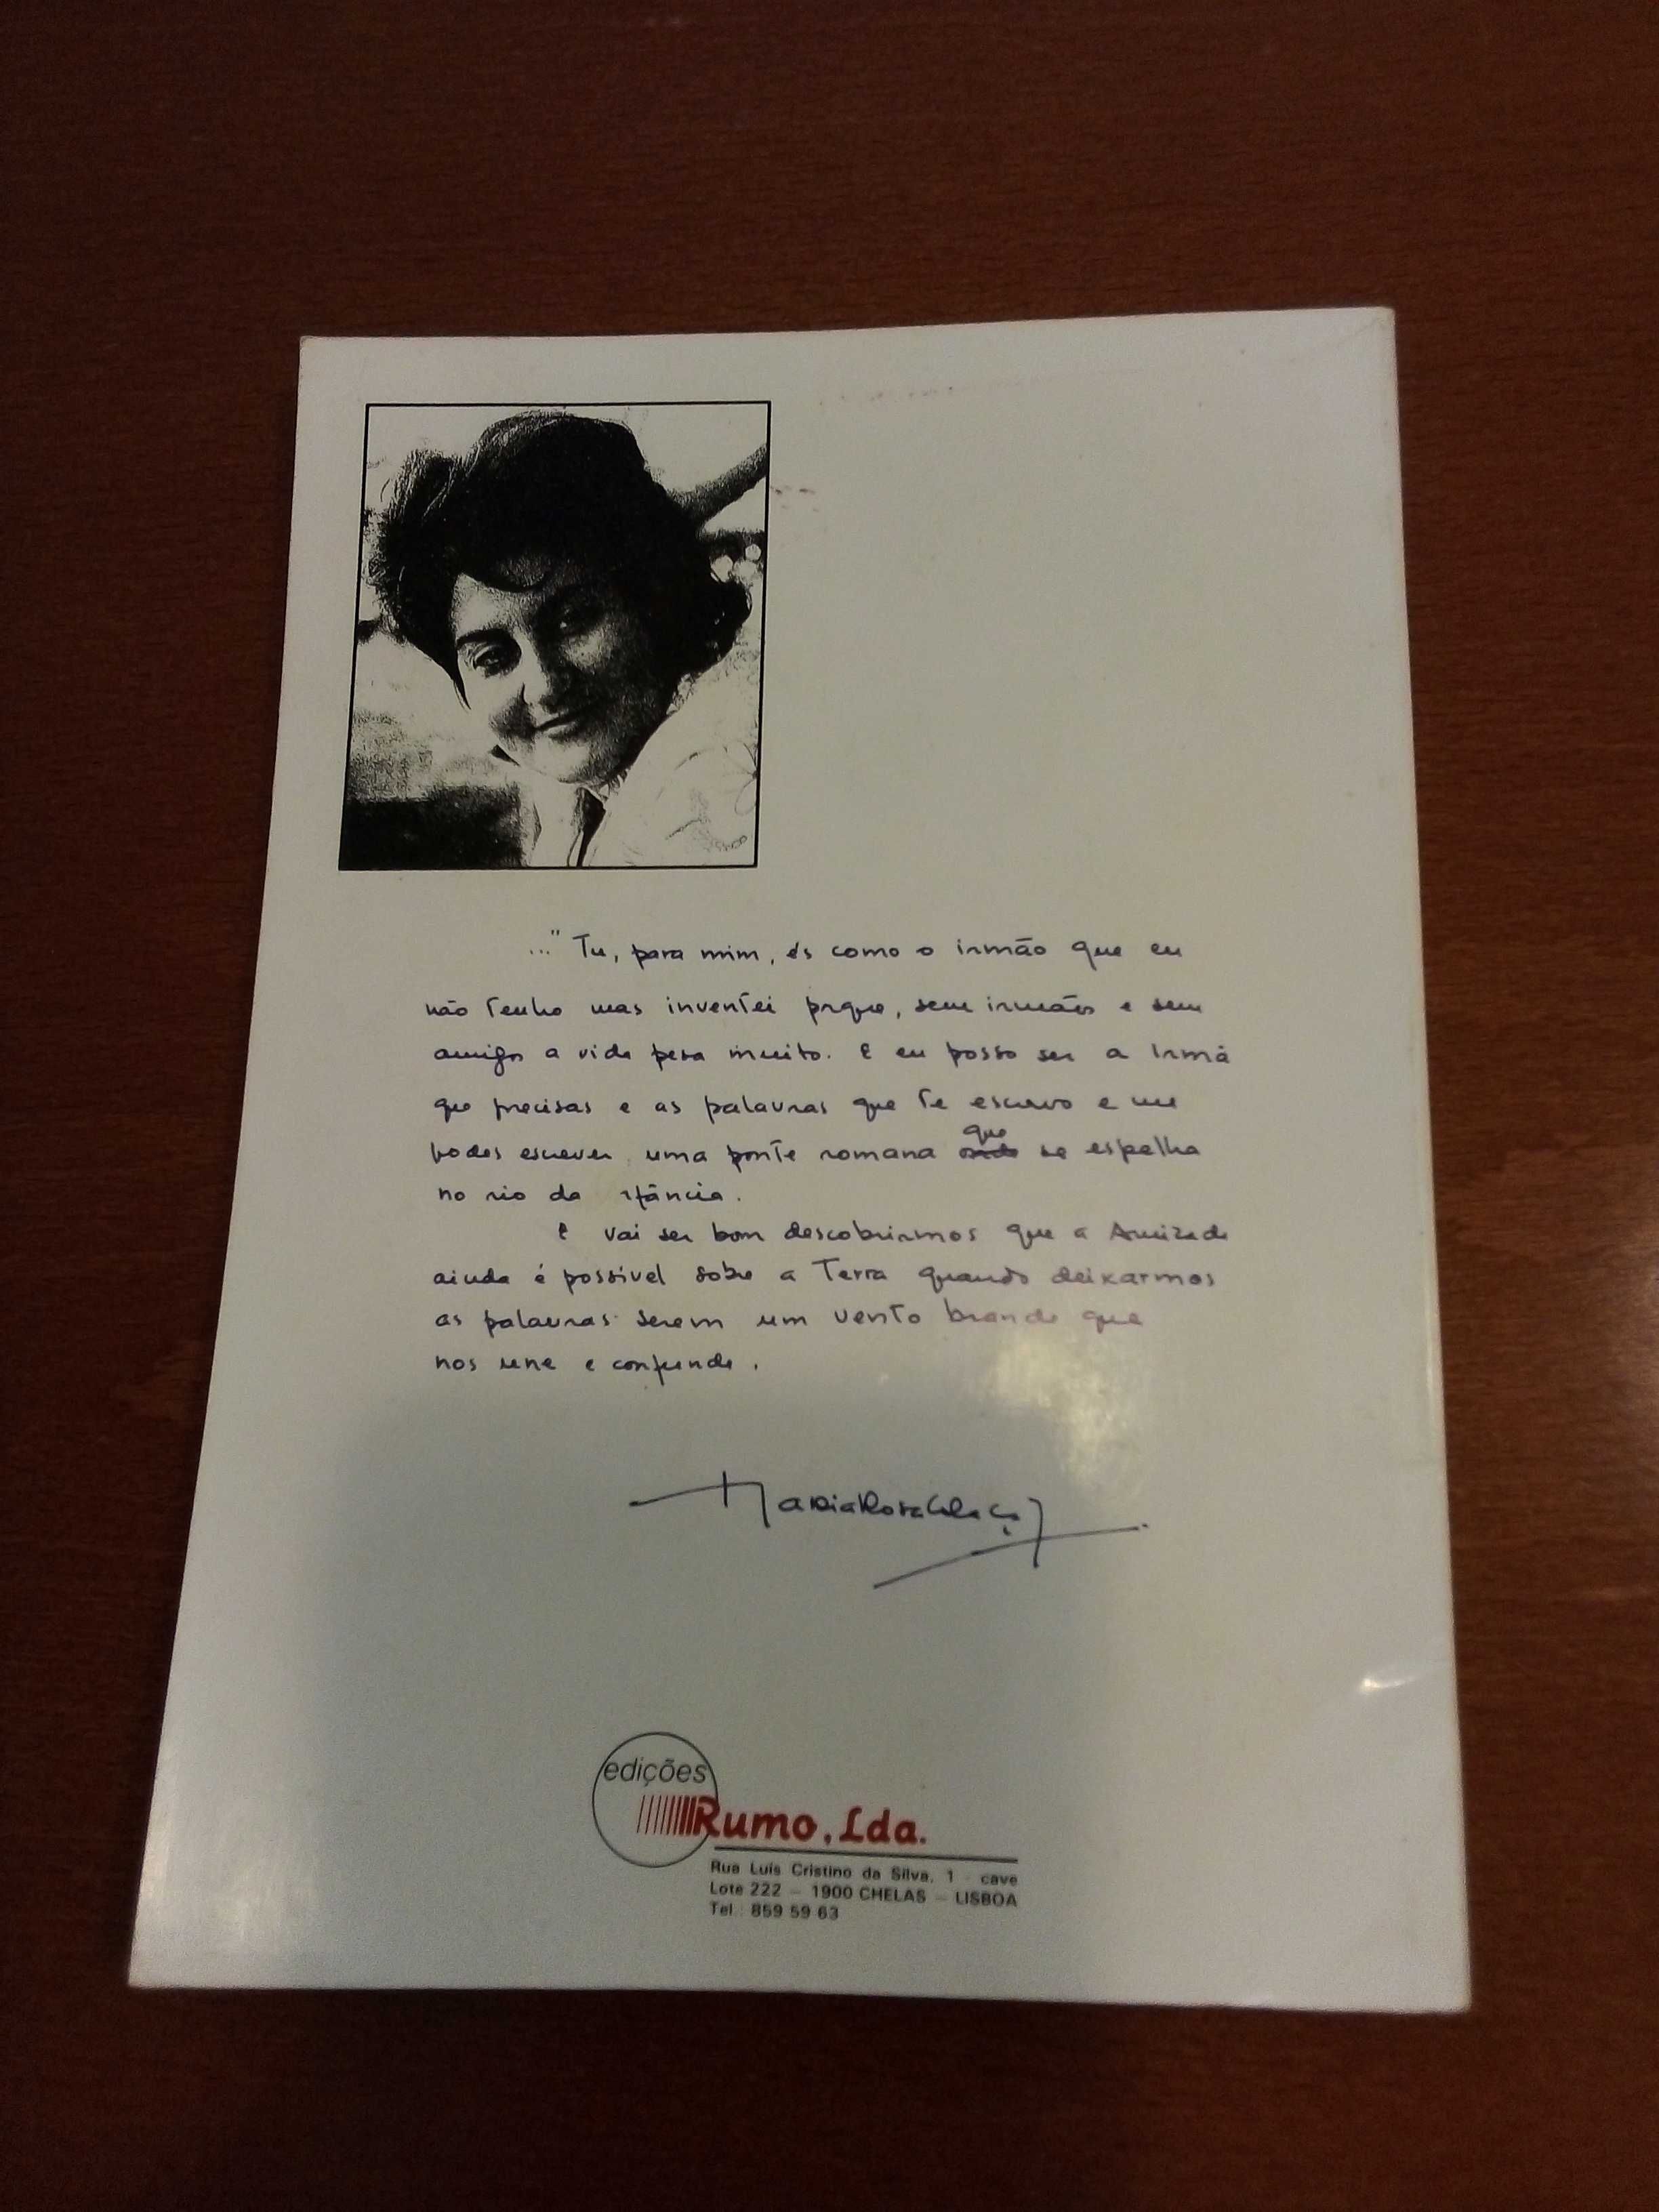 ..." Tu, para mim, és como o irmão que eu
não tenho mas inventei porque, sem irmãos e sem
amigos a vida pesa muito. E eu posso ser a Irmã
que precisas e as palavras que te escrevo e me
podes escrever, uma ponte romana que se espelha
no rio da
E vai ser bom descobrirmos que a Amizade
ainda é possível sobre a Terra quando deixarmos
as palavras serem um vento brando que
nos une e confunde.
Maria Rosa Colaço
edições
Rumo, Lda.
Rua Luís Cristino da Silva, 1 - cave
Lote 222 — 1900 CHELAS — LISBOA
Tel.: 859 59 63